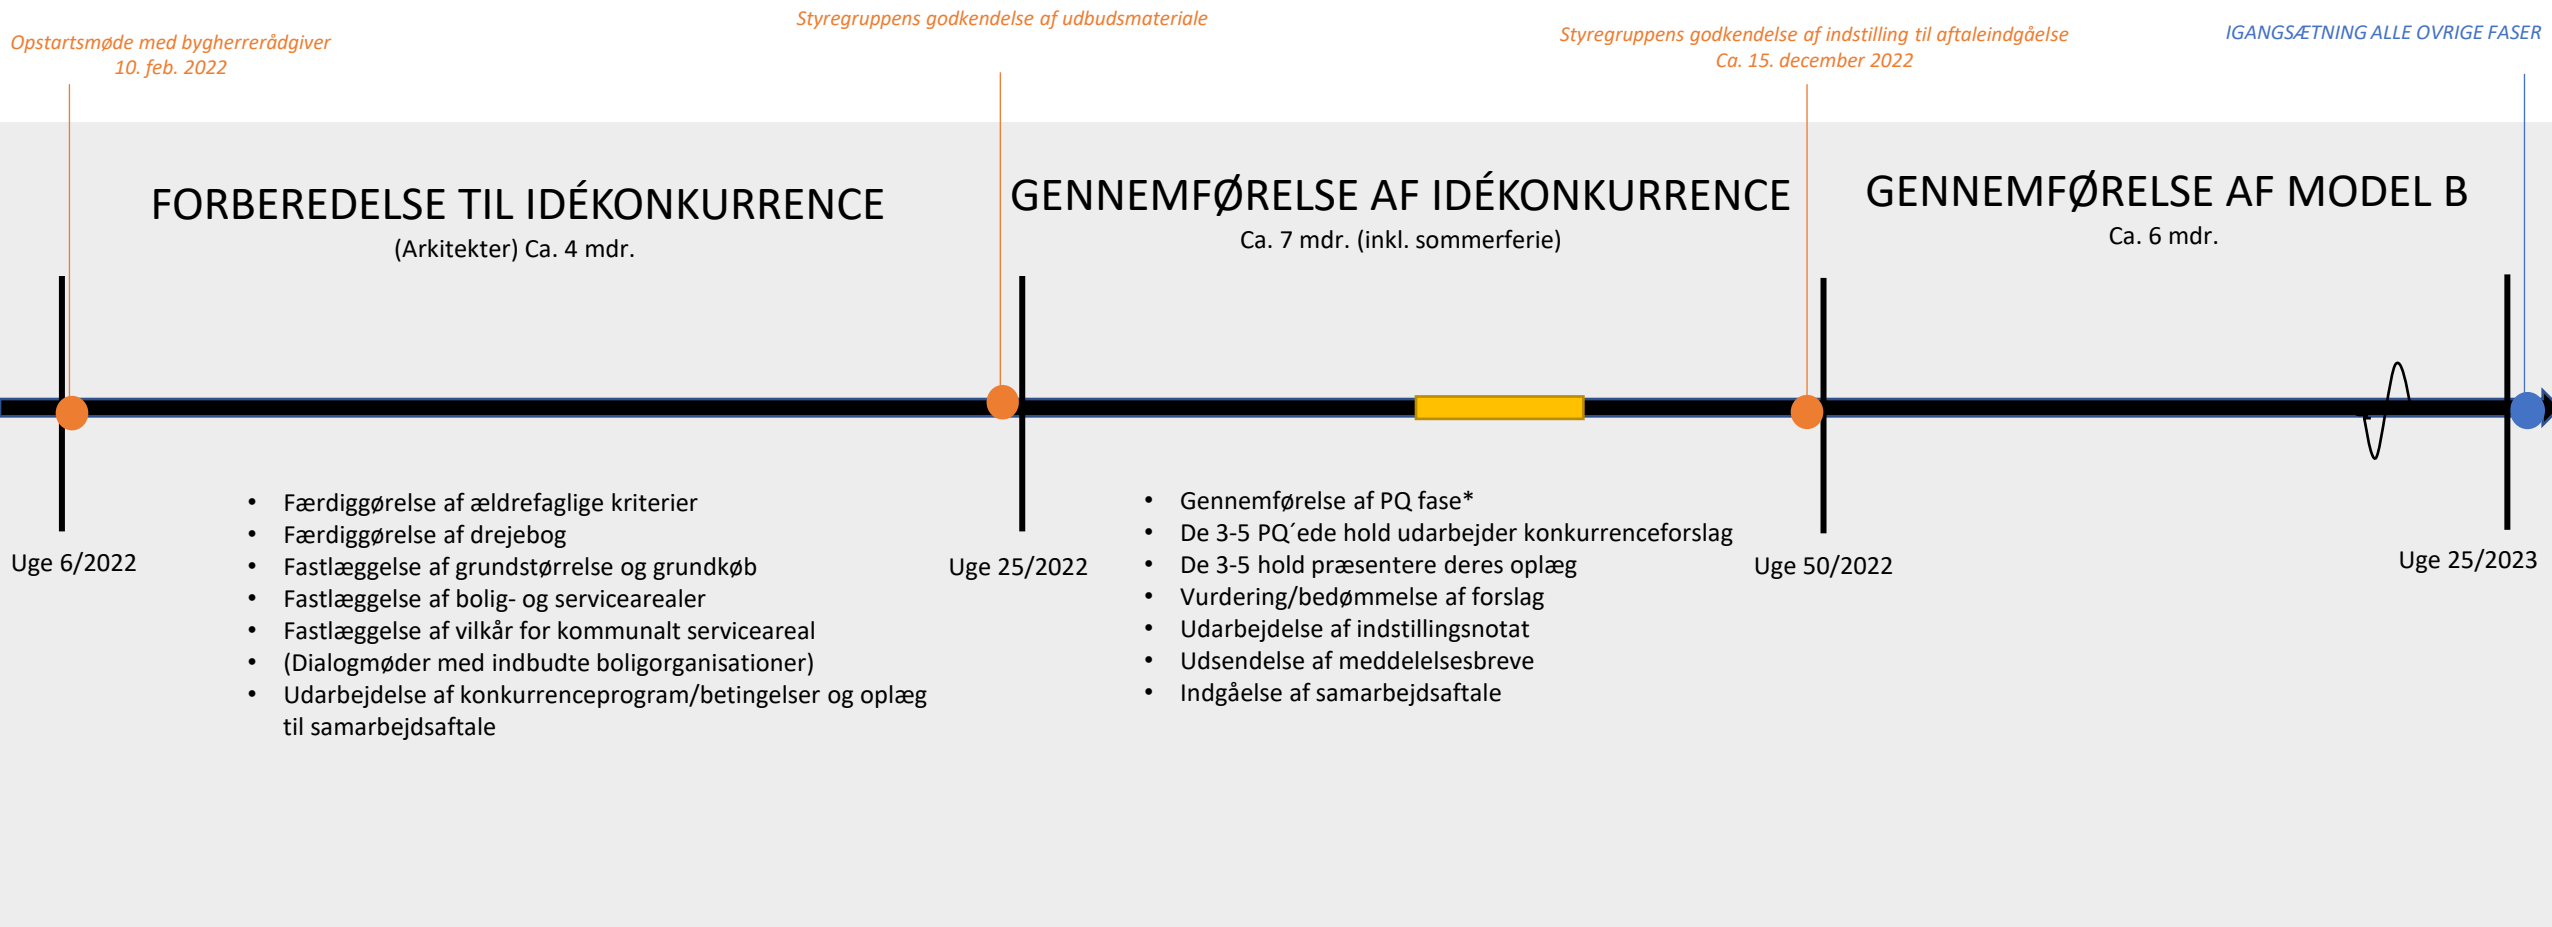 Opstartsmøde med bygherrerådgiver
10. feb. 2022
Styregruppens godkendelse af udbudsmateriale
Styregruppens godkendelse af indstilling til aftaleindgåelse
Ca. 15. december 2022
IGANGSÆTNING ALLE OVRIGE FASER
FORBEREDELSE TIL IDÉKONKURRENCE
(Arkitekter) Ca. 4 mdr.
GENNEMFØRELSE AF IDÉKONKURRENCE
Ca. 7 mdr. (inkl. sommerferie)
GENNEMFØRELSE AF MODEL B
Ca. 6 mdr.
Uge 6/2022
• Færdiggørelse af ældrefaglige kriterier
• Færdiggørelse af drejebog
• Fastlæggelse af grundstørrelse og grundkøb
• Fastlæggelse af bolig- og servicearealer
• Fastlæggelse af vilkår for kommunalt serviceareal
• (Dialogmøder med indbudte boligorganisationer)
• Udarbejdelse af konkurrenceprogram/betingelser og oplæg
til samarbejdsaftale
Uge 25/2022
• Gennemførelse af PQ fase*
• De 3-5 PQ´ede hold udarbejder konkurrenceforslag
• De 3-5 hold præsentere deres oplæg
• Vurdering/bedømmelse af forslag
• Udarbejdelse af indstillingsnotat
• Udsendelse af meddelelsesbreve
• Indgåelse af samarbejdsaftale
Uge 50/2022
Uge 25/2023